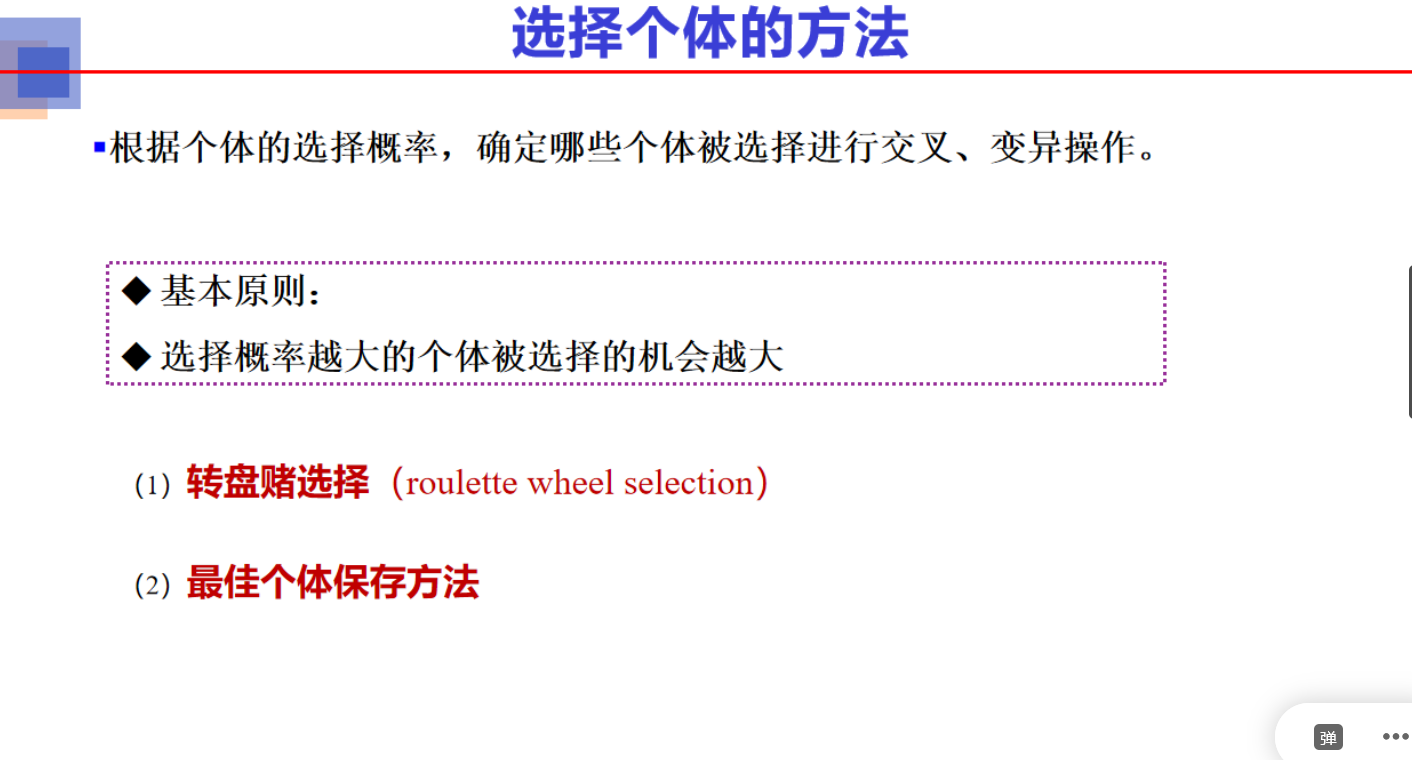 选择个体的方法
▪根据个体的选择概率，确定哪些个体被选择进行交叉、变异操作。
◆ 基本原则：
◆ 选择概率越大的个体被选择的机会越大
（1）转盘赌选择（roulette wheel selection）
（2）最佳个体保存方法
弹